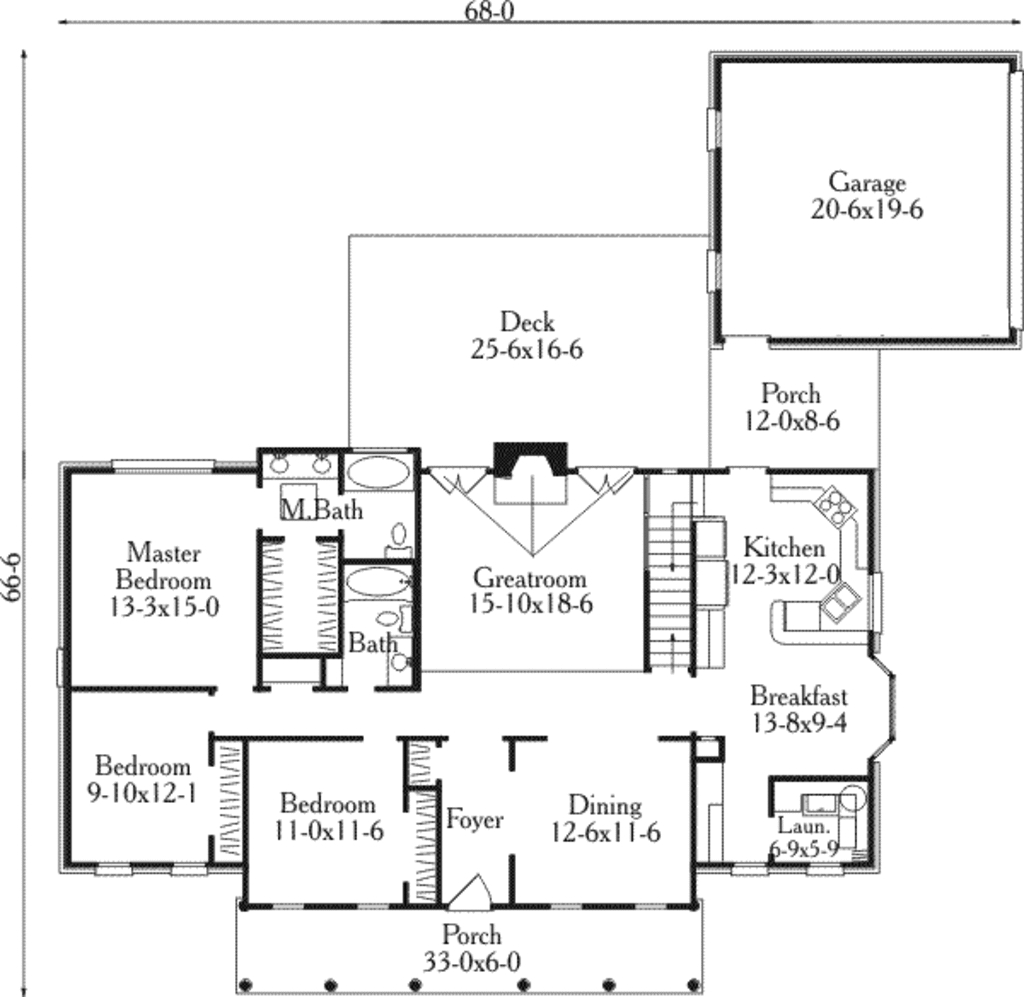 68-0
66-6
Garage
20-6x19-6
Deck
25-6x16-6
Porch
12-0x8-6
M.Bath
Master
Bedroom
13-3x15-0
Greatroom
15-10x18-6
Kitchen
12-3x12-0
Bath
Breakfast
13-8x9-4
Bedroom
9-10x12-1
Bedroom
11-0x11-6
Foyer
Dining
12-6x11-6
Laun.
6-9x5-9
Porch
33-0x6-0